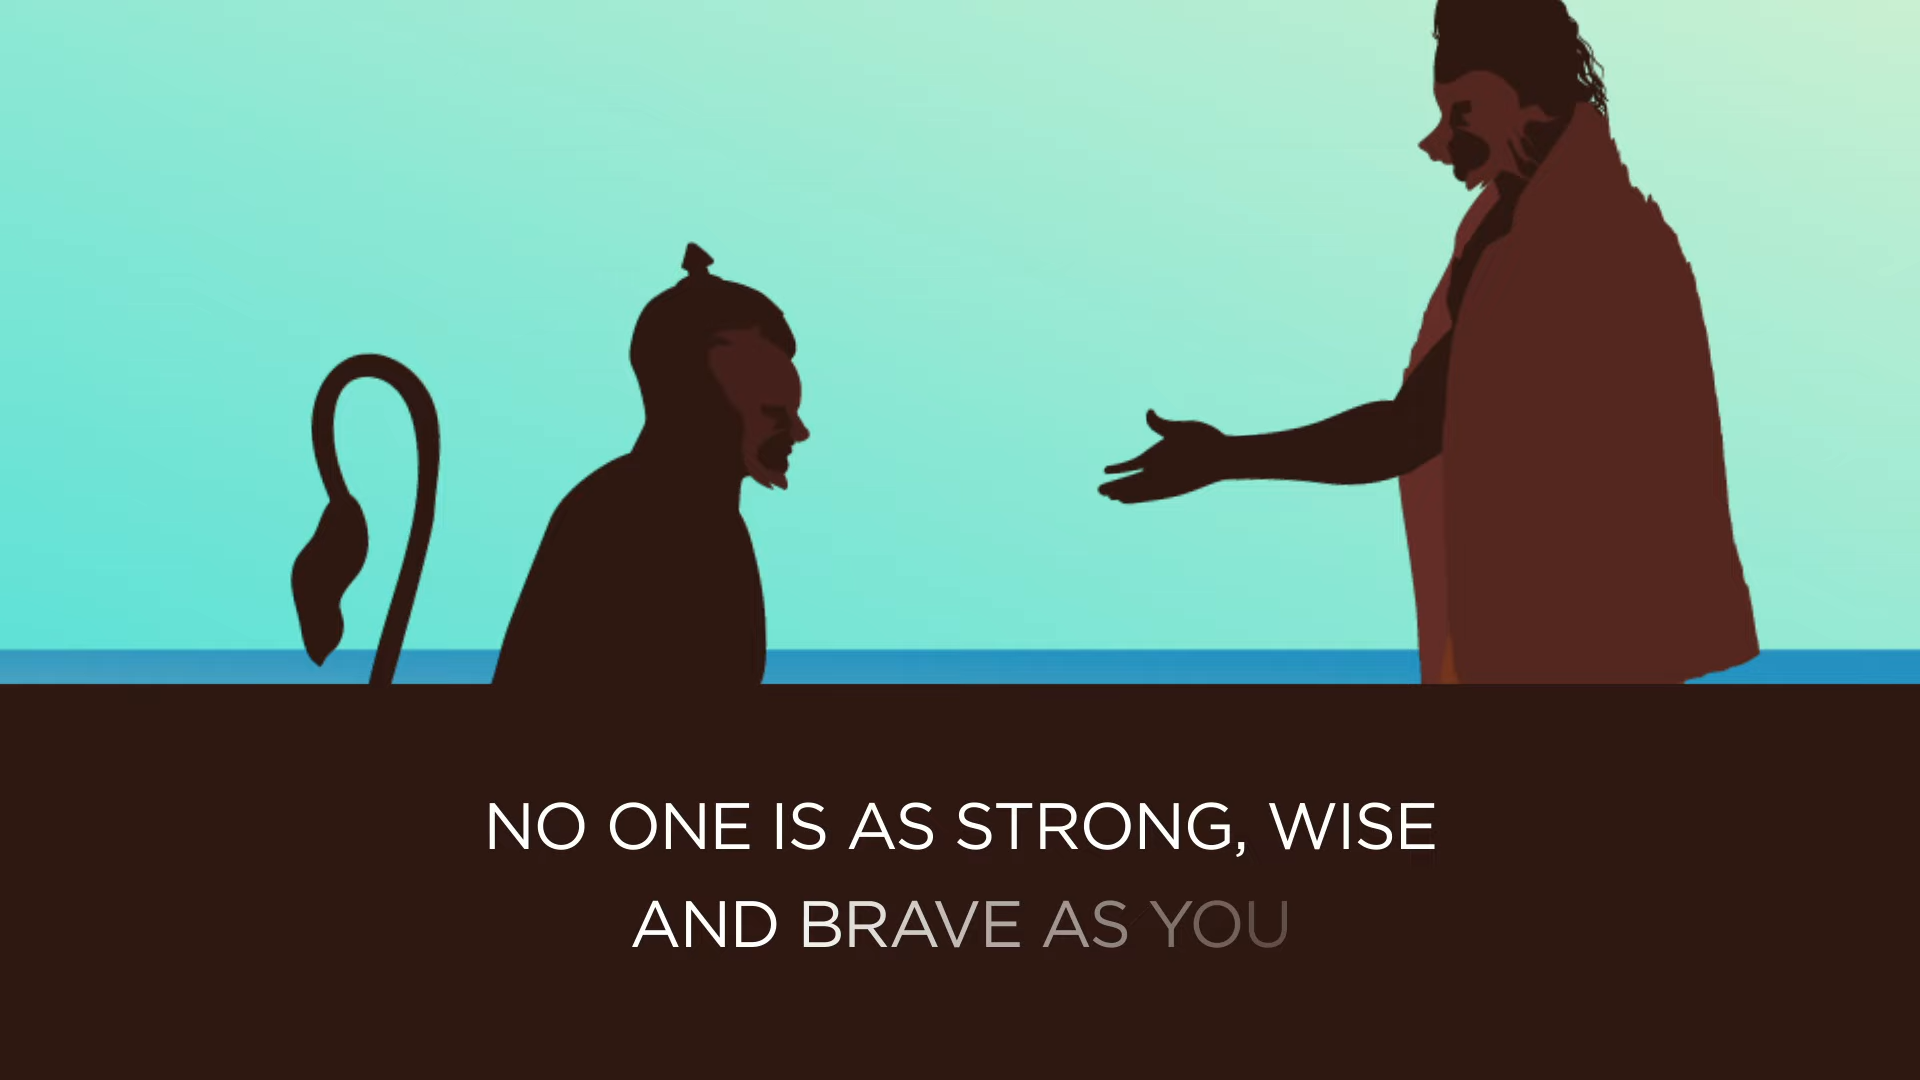 NO ONE IS AS STRONG, WISE
AND BRAVE AS YOU